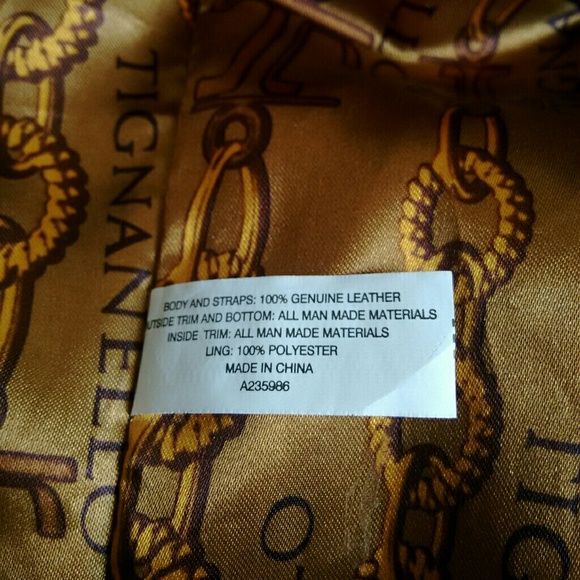 TIGNANELLO
BODY AND STRAPS: 100% GENUINE LEATHER
UTSIDE TRIM AND BOTTOM: ALL MAN MADE MATERIALS
INSIDE TRIM: ALL MAN MADE MATERIALS
LING: 100% POLYESTER
MADE IN CHINA
A235986